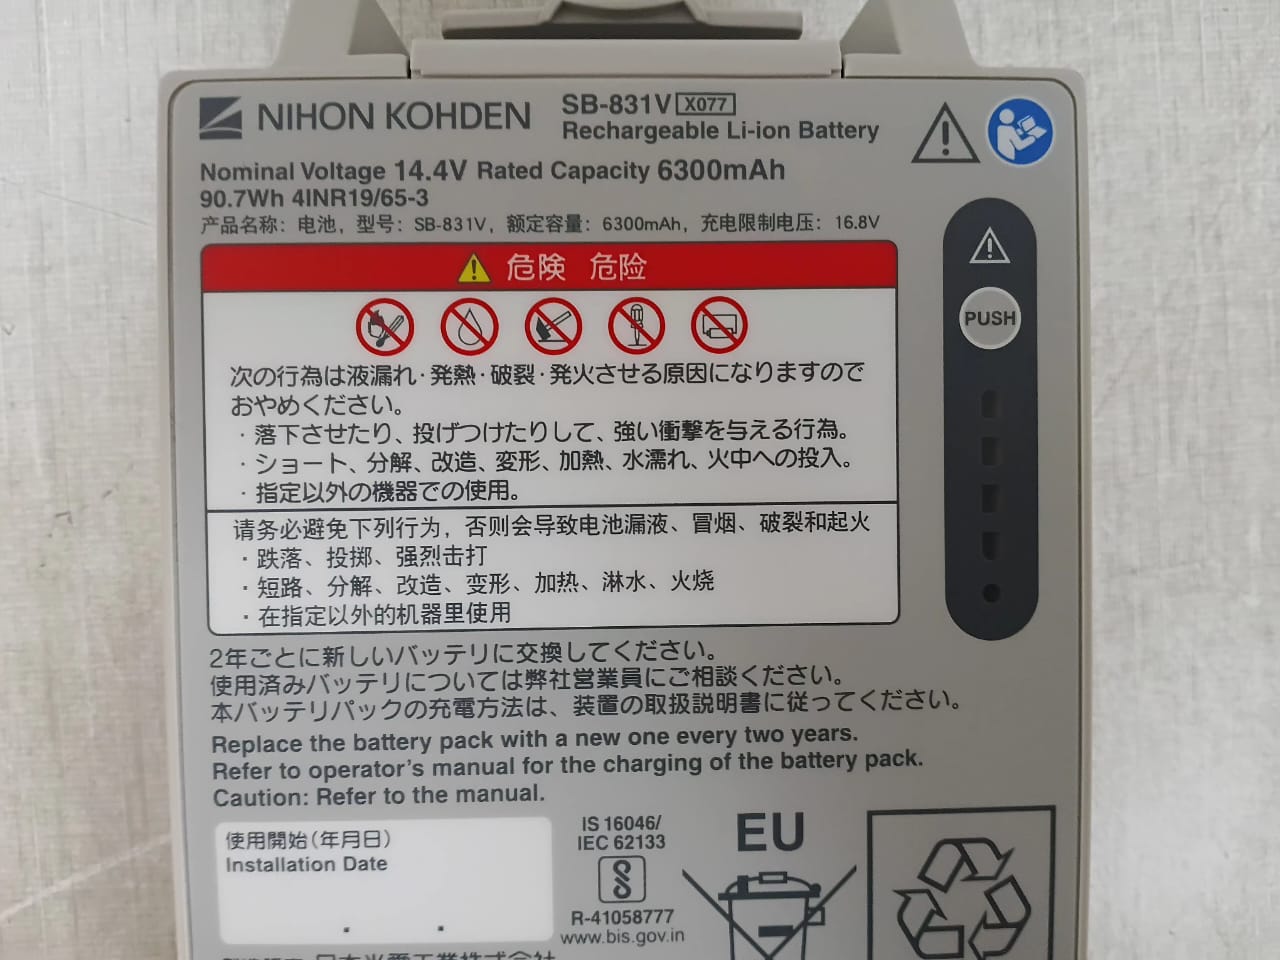 NIHON KOHDEN
SB-831V X077
Rechargeable Li-ion Battery
Nominal Voltage 14.4V Rated Capacity 6300mAh
90.7Wh 4INR19/65-3
产品名称：电池，型号：SB-831V，额定容量：6300mAh，充电限制电压：16.8V
危険 危险
次の行為は液漏れ・発熱・破裂・発火させる原因になりますので
おやめください。
・落下させたり、投げつけたりして、強い衝撃を与える行為。
・ショート、分解、改造、変形、加熱、水濡れ、火中への投入。
・指定以外の機器での使用。
请务必避免下列行为，否则会导致电池漏液、冒烟、破裂和起火
・跌落、投掷、强烈击打
・短路、分解、改造、变形、加热、淋水、火烧
・在指定以外的机器里使用
PUSH
2年ごとに新しいバッテリに交換してください。
使用済みバッテリについては弊社営業員にご相談ください。
本バッテリパックの充電方法は、装置の取扱説明書に従ってください。
Replace the battery pack with a new one every two years.
Refer to operator's manual for the charging of the battery pack.
Caution: Refer to the manual.
使用開始(年月日)
Installation Date
. .
IS 16046/
IEC 62133
R-41058777
www.bis.gov.in
EU
日本光電工業株式会社